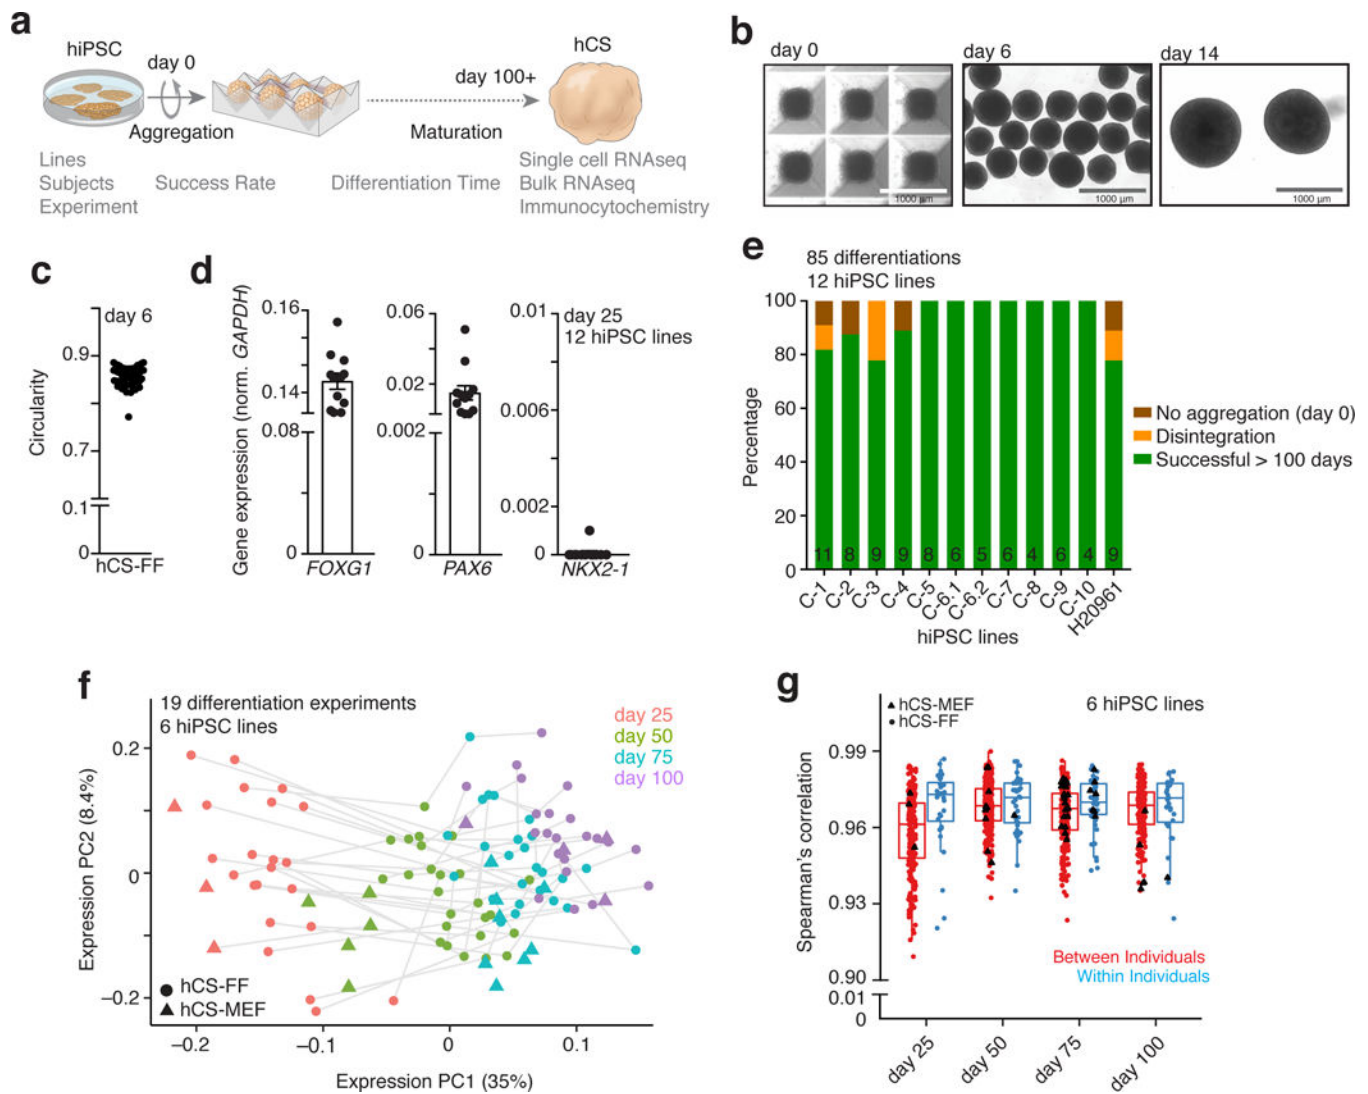 a
hiPSC
day 0
Aggregation
day 100+
Maturation
hCS
Lines
Subjects
Experiment
Success Rate
Differentiation Time
Single cell RNAseq
Bulk RNAseq
Immunocytochemistry
b
day 0
day 6
day 14
1000 µm
1000 µm
1000 µm
c
day 6
Circularity
0.9
0.7
0.1
0
hCS-FF
d
Gene expression (norm. GAPDH)
0.16
0.14
0.08
0
FOXG1
0.06
0.04
0.02
0.002
0
PAX6
day 25
12 hiPSC lines
0.01
0.006
0.002
0
NKX2-1
e
85 differentiations
12 hiPSC lines
Percentage
100
80
60
40
20
0
11 8 9 9 8 6 5 6 4 6 4 9
C-1 C-2 C-3 C-4 C-5 C-6.1 C-6.2 C-7 C-8 C-9 C-10 H20961
hiPSC lines
No aggregation (day 0)
Disintegration
Successful > 100 days
f
19 differentiation experiments
6 hiPSC lines
day 25
day 50
day 75
day 100
Expression PC2 (8.4%)
0.2
0
−0.2
hCS-FF
hCS-MEF
−0.2 −0.1 0 0.1
Expression PC1 (35%)
g
hCS-MEF
hCS-FF
6 hiPSC lines
Spearman's correlation
0.99
0.96
0.93
0.90
0.01
0
Between Individuals
Within Individuals
day 25 day 50 day 75 day 100